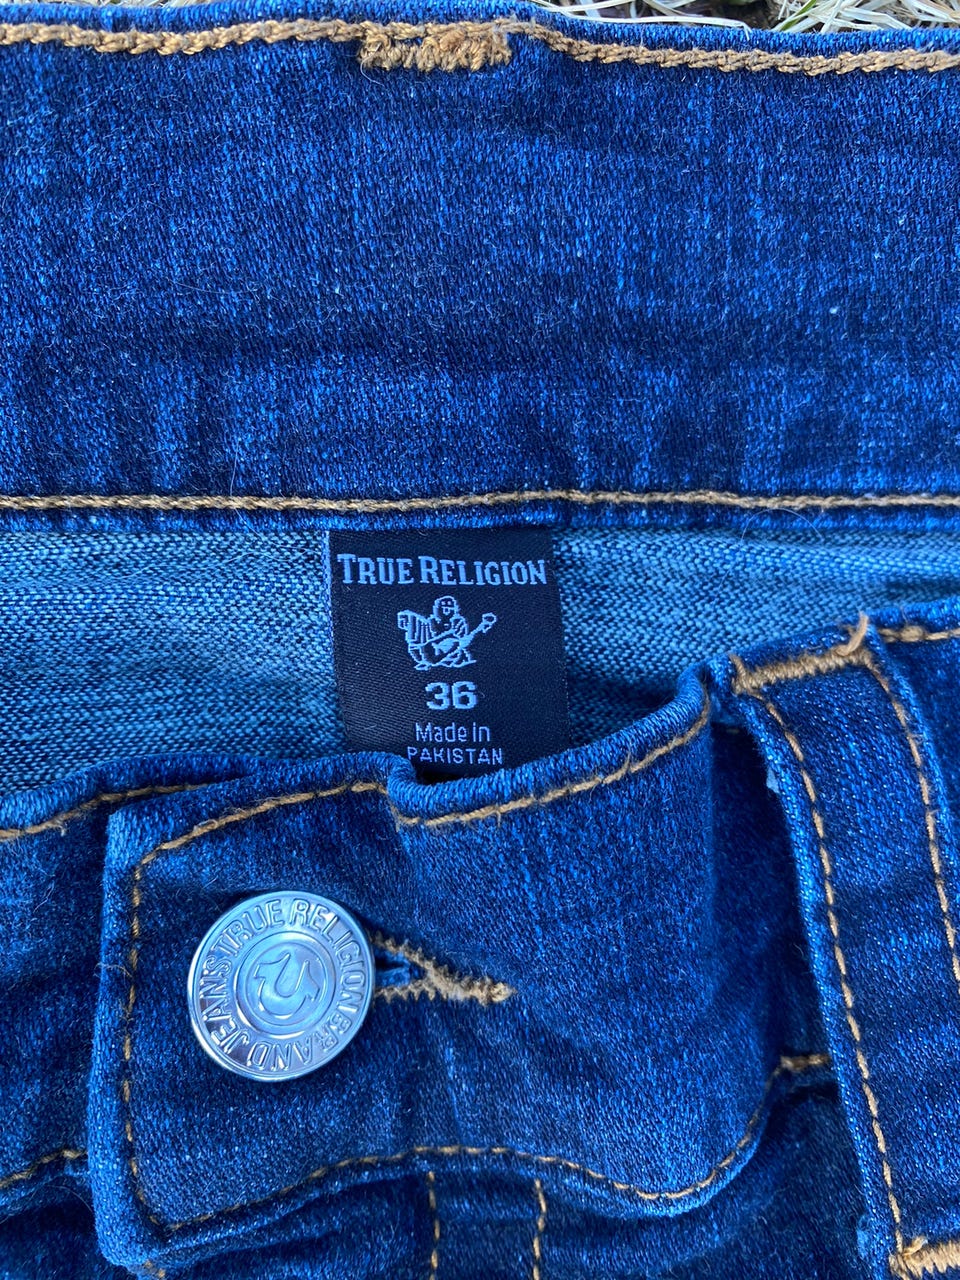 TRUE RELIGION
36
Made in
PAKISTAN
TRUE RELIGION BRAND JEANS